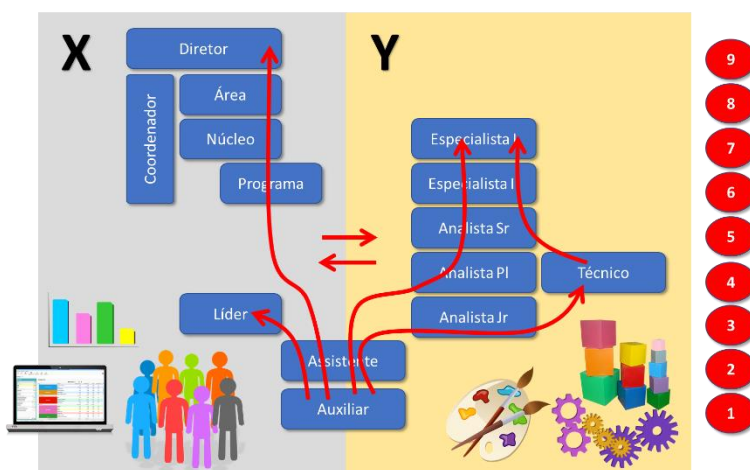 X
Y
Diretor
Coordenador
Área
Núcleo
Programa
Líder
Especialista
Especialista
Analista Sr
Analista Pl
Técnico
Analista Jr
Assistente
Auxiliar
9
8
7
6
5
4
3
2
1